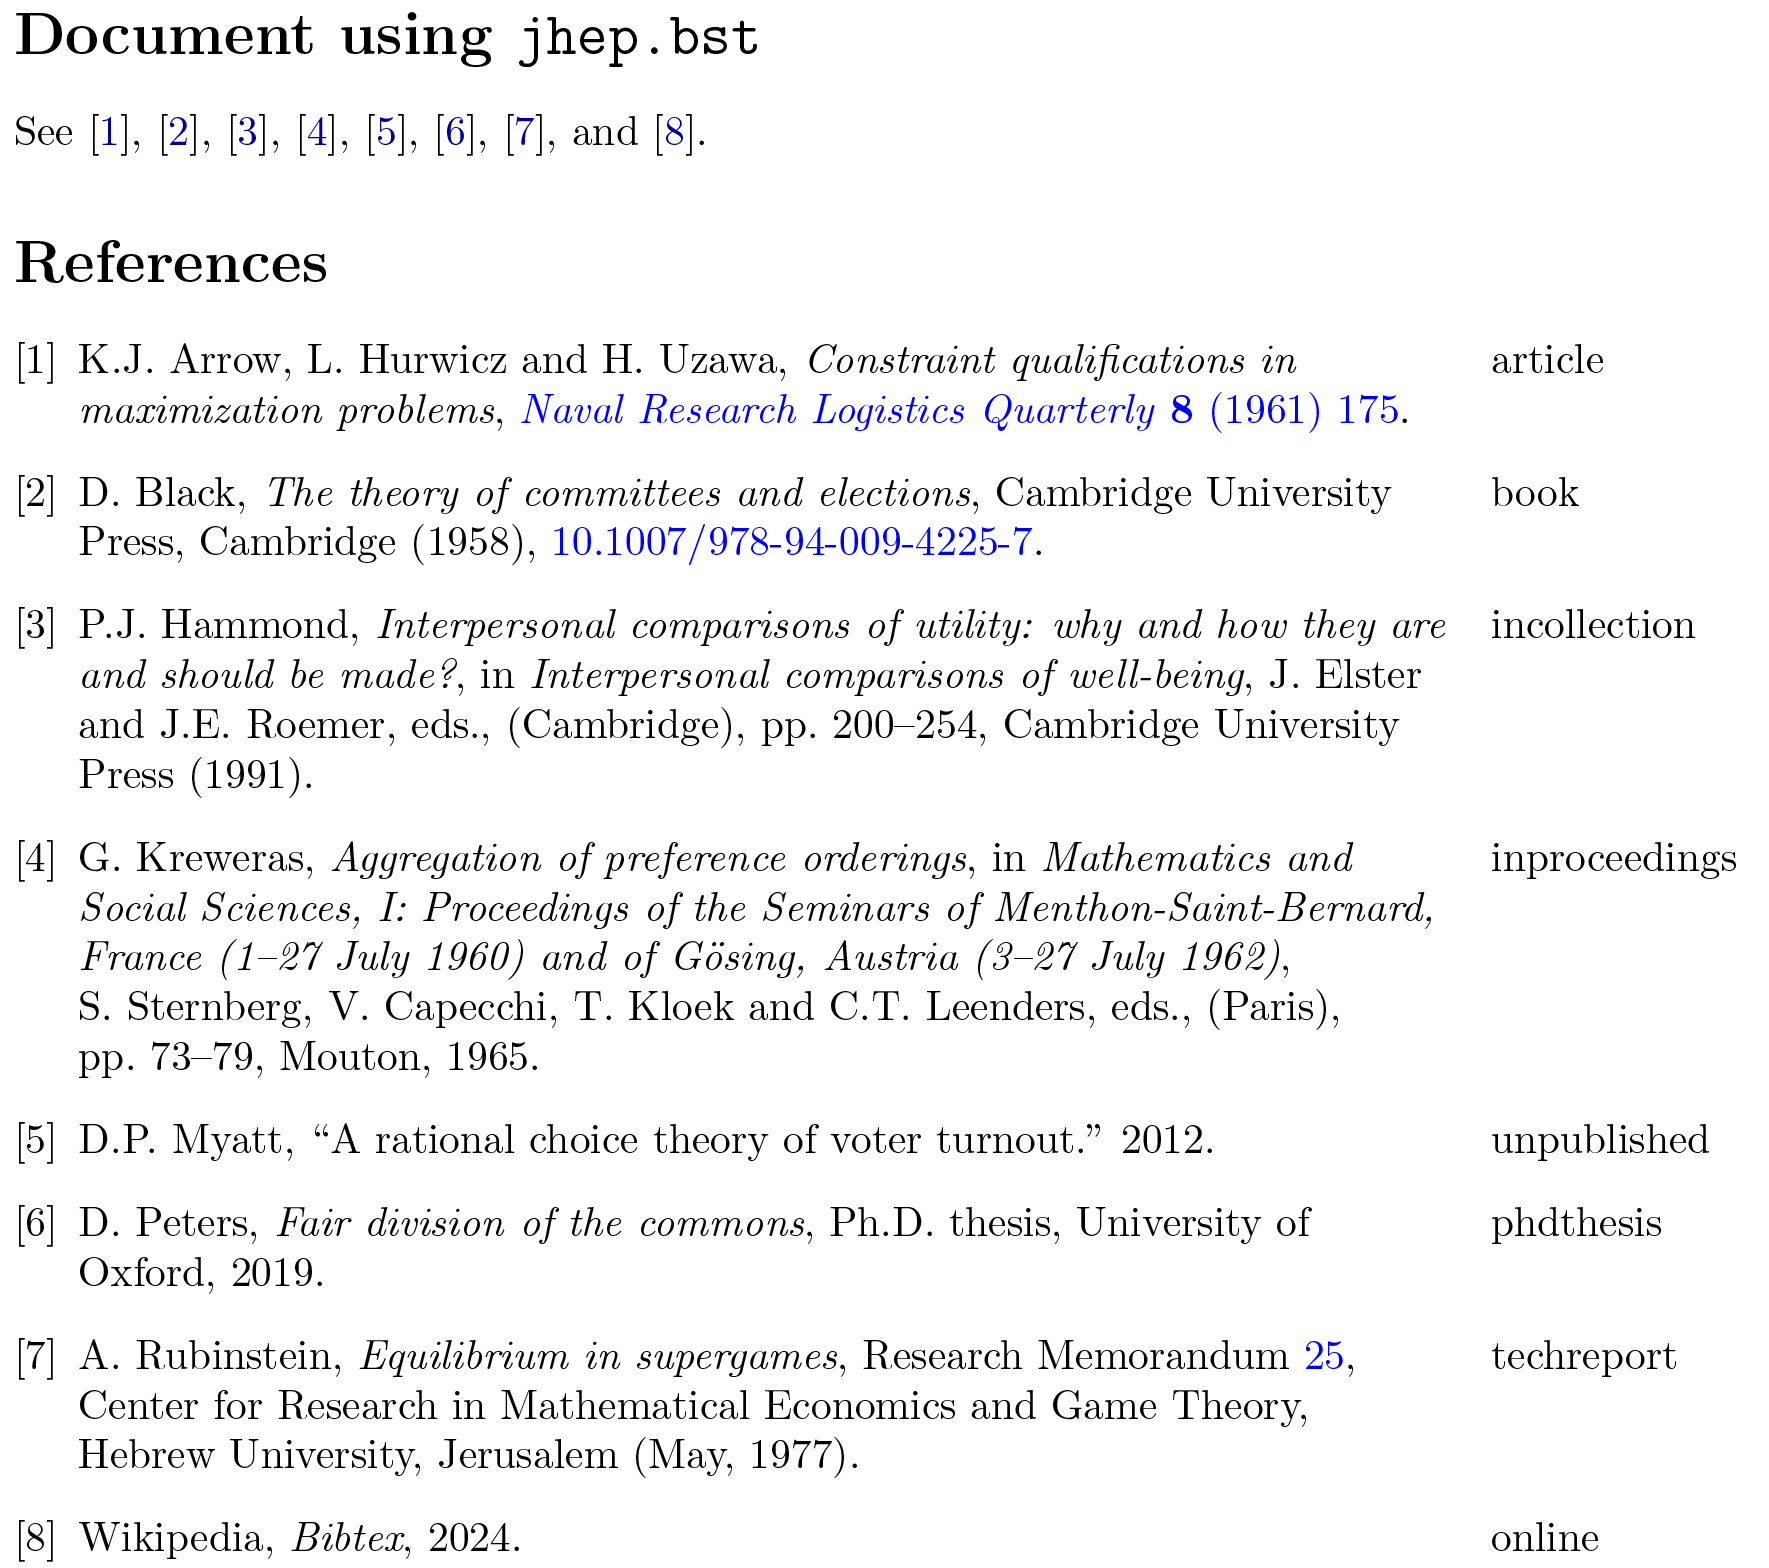 Document using jhep.bst
See [1], [2], [3], [4], [5], [6], [7], and [8].
References
[1] K.J. Arrow, L. Hurwicz and H. Uzawa, Constraint qualifications in article
maximization problems, Naval Research Logistics Quarterly 8 (1961) 175.
[2] D. Black, The theory of committees and elections, Cambridge University book
Press, Cambridge (1958), 10.1007/978-94-009-4225-7.
[3] P.J. Hammond, Interpersonal comparisons of utility: why and how they are incollection
and should be made?, in Interpersonal comparisons of well-being, J. Elster
and J.E. Roemer, eds., (Cambridge), pp. 200–254, Cambridge University
Press (1991).
[4] G. Kreweras, Aggregation of preference orderings, in Mathematics and inproceedings
Social Sciences, I: Proceedings of the Seminars of Menthon-Saint-Bernard,
France (1–27 July 1960) and of Gösing, Austria (3–27 July 1962),
S. Sternberg, V. Capecchi, T. Kloek and C.T. Leenders, eds., (Paris),
pp. 73–79, Mouton, 1965.
[5] D.P. Myatt, “A rational choice theory of voter turnout.” 2012. unpublished
[6] D. Peters, Fair division of the commons, Ph.D. thesis, University of phdthesis
Oxford, 2019.
[7] A. Rubinstein, Equilibrium in supergames, Research Memorandum 25, techreport
Center for Research in Mathematical Economics and Game Theory,
Hebrew University, Jerusalem (May, 1977).
[8] Wikipedia, Bibtex, 2024. online